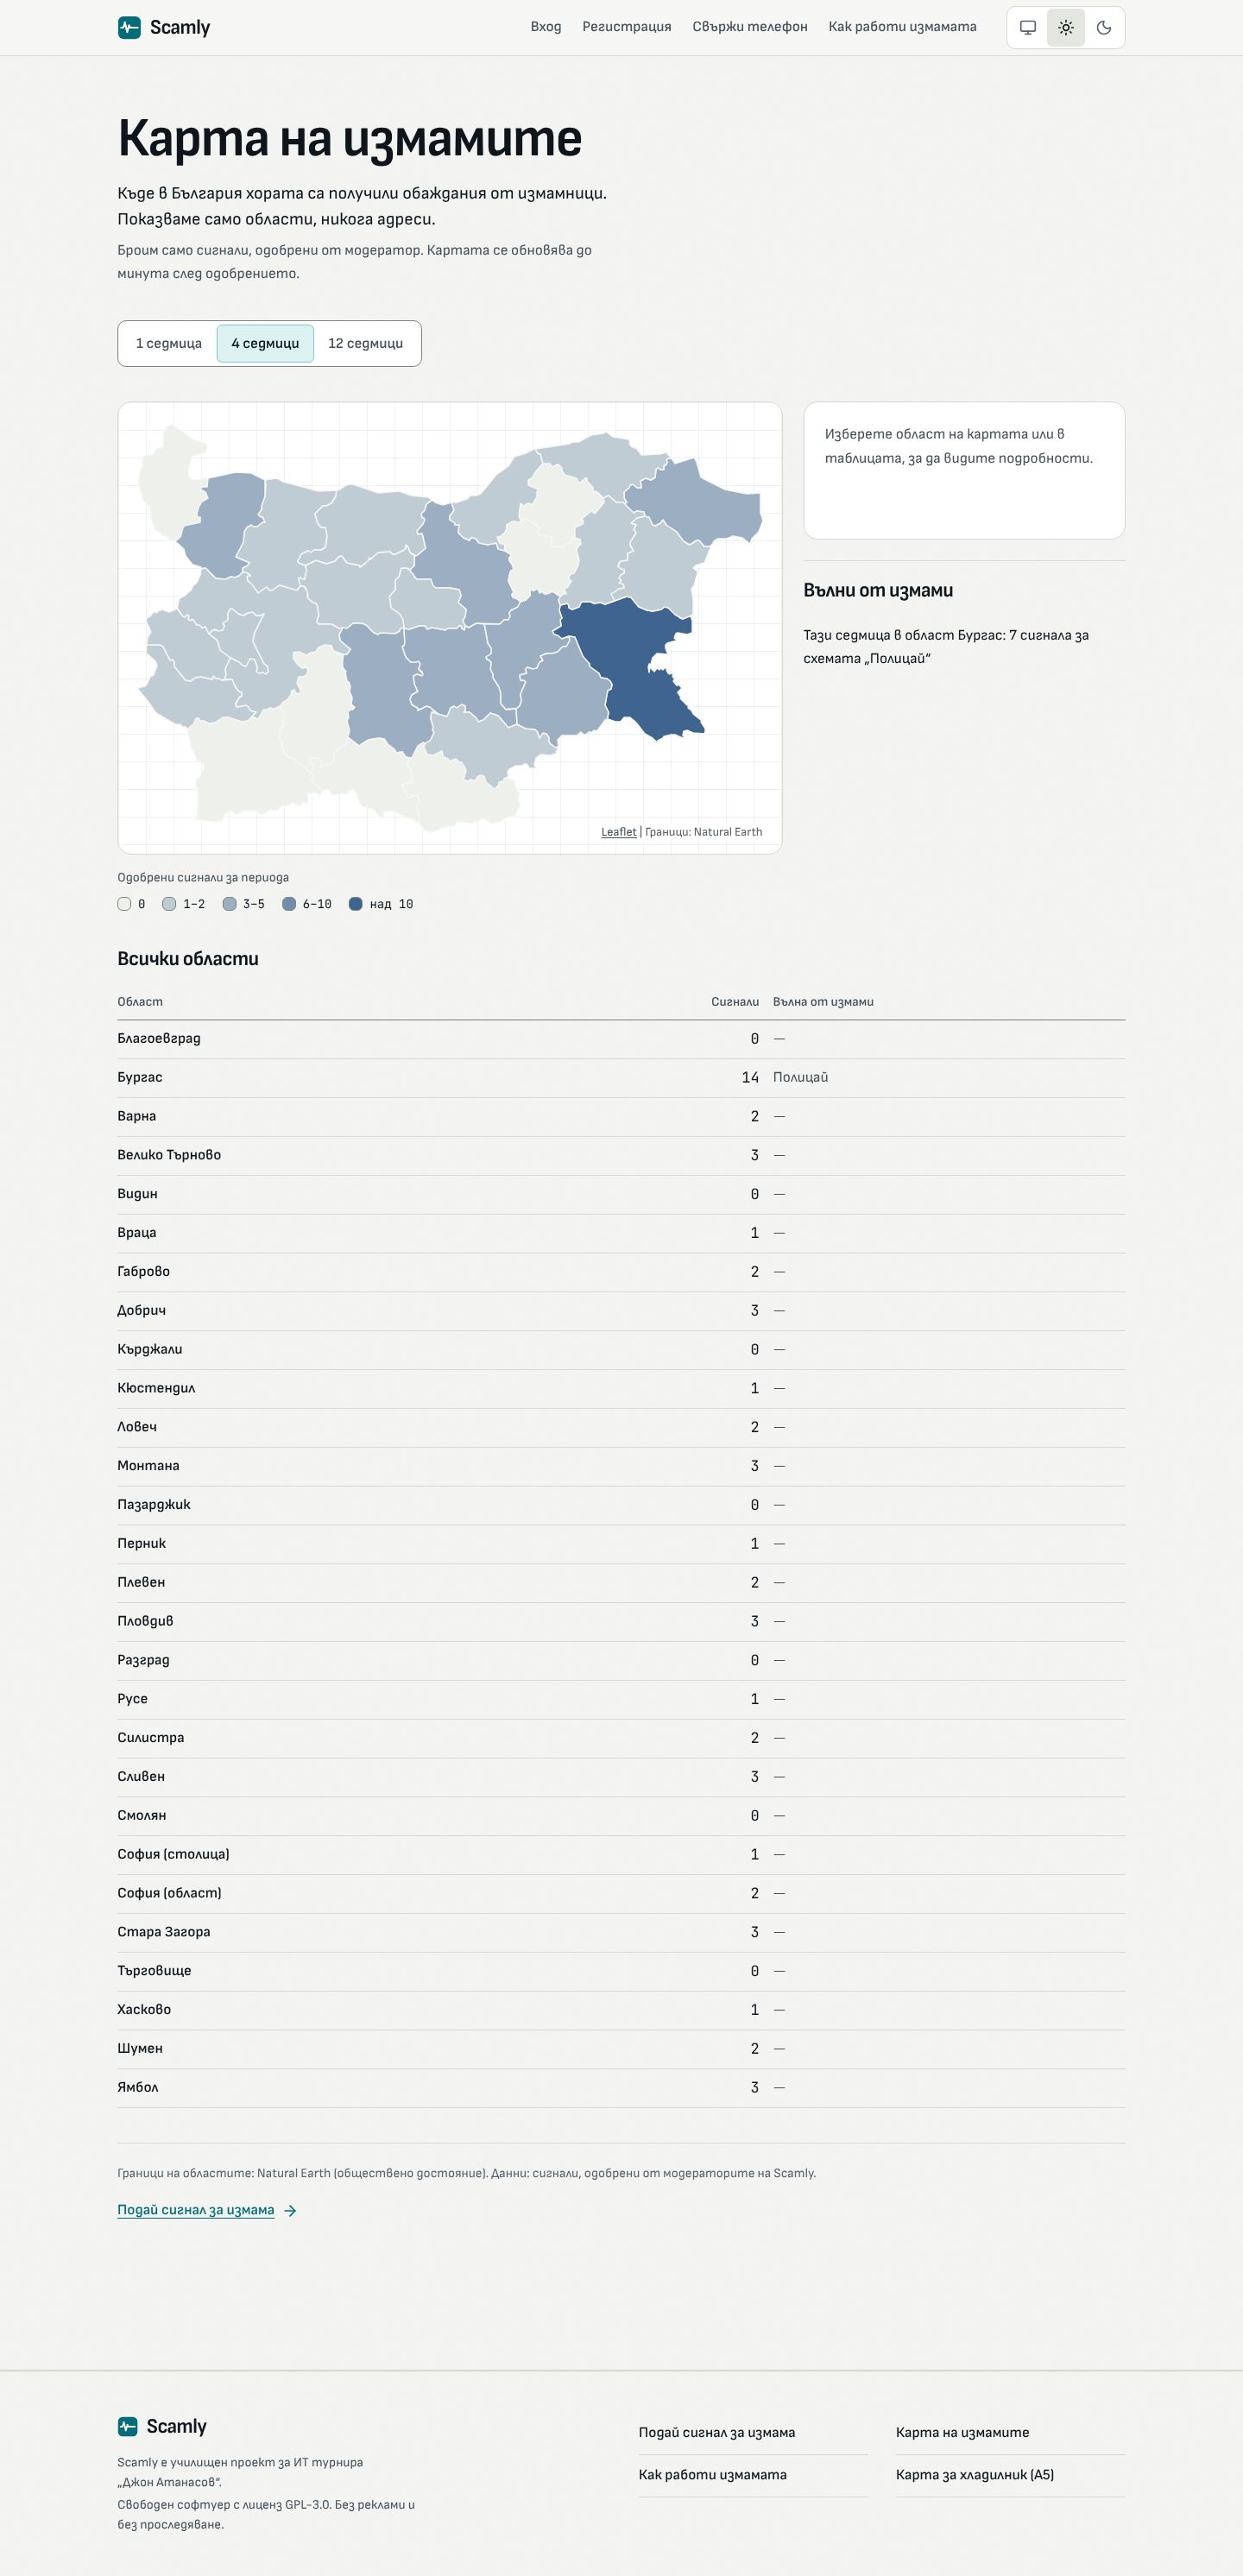 Scamly
Вход Регистрация Свържи телефон Как работи измамата
Карта на измамите
Къде в България хората са получили обаждания от измамници.
Показваме само области, никога адреси.
Броим само сигнали, одобрени от модератор. Картата се обновява до
минута след одобрението.
1 седмица 4 седмици 12 седмици
Изберете област на картата или в
таблицата, за да видите подробности.
Вълни от измами
Тази седмица в област Бургас: 7 сигнала за
схемата „Полицай“
Leaflet | Граници: Natural Earth
Одобрени сигнали за периода
0 1–2 3–5 6–10 над 10
Всички области
Област Сигнали Вълна от измами
Благоевград 0 —
Бургас 14 Полицай
Варна 2 —
Велико Търново 3 —
Видин 0 —
Враца 1 —
Габрово 2 —
Добрич 3 —
Кърджали 0 —
Кюстендил 1 —
Ловеч 2 —
Монтана 3 —
Пазарджик 0 —
Перник 1 —
Плевен 2 —
Пловдив 3 —
Разград 0 —
Русе 1 —
Силистра 2 —
Сливен 3 —
Смолян 0 —
София (столица) 1 —
София (област) 2 —
Стара Загора 3 —
Търговище 0 —
Хасково 1 —
Шумен 2 —
Ямбол 3 —
Граници на областите: Natural Earth (обществено достояние). Данни: сигнали, одобрени от модераторите на Scamly.
Подай сигнал за измама →
Scamly
Scamly е училищен проект за ИТ турнира
„Джон Атанасов“.
Свободен софтуер с лиценз GPL-3.0. Без реклами и
без проследяване.
Подай сигнал за измама Карта на измамите
Как работи измамата Карта за хладилник (А5)